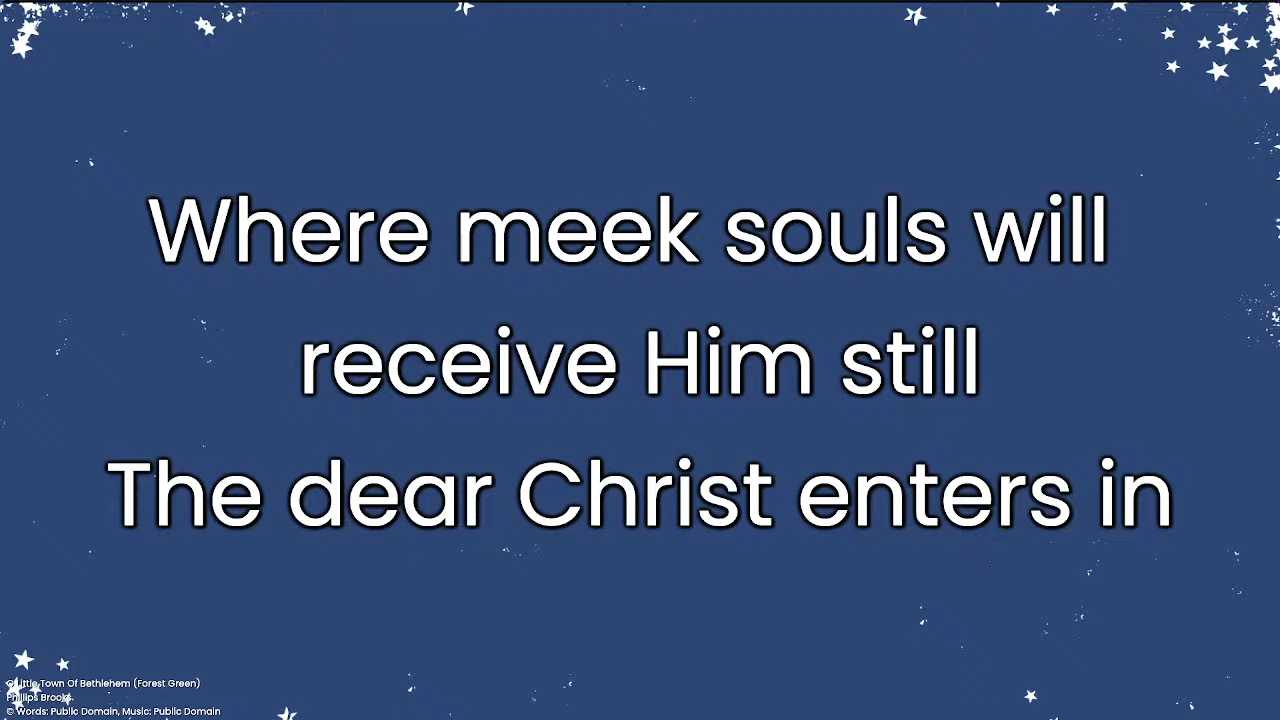 Where meek souls will
receive Him still
The dear Christ enters in
O Little Town Of Bethlehem (Forest Green)
Phillips Brooks
© Words: Public Domain, Music: Public Domain